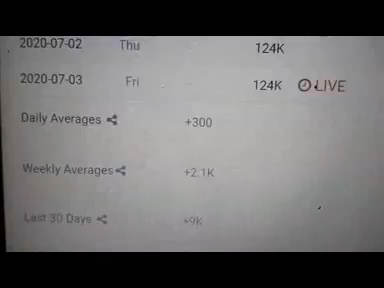 2020-07-02 Thu 124K
2020-07-03 Fri -- 124K LIVE
Daily Averages +300
Weekly Averages +2.1K
Last 30 Days +9K